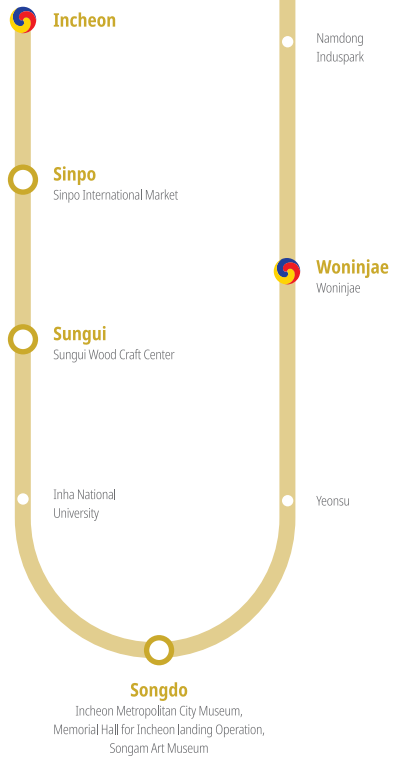 Incheon
Sinpo
Sinpo International Market
Sungui
Sungui Wood Craft Center
Inha National
University
Songdo
Incheon Metropolitan City Museum,
Memorial Hall for Incheon landing Operation,
Songam Art Museum
Yeonsu
Woninjae
Woninjae
Namdong
Induspark